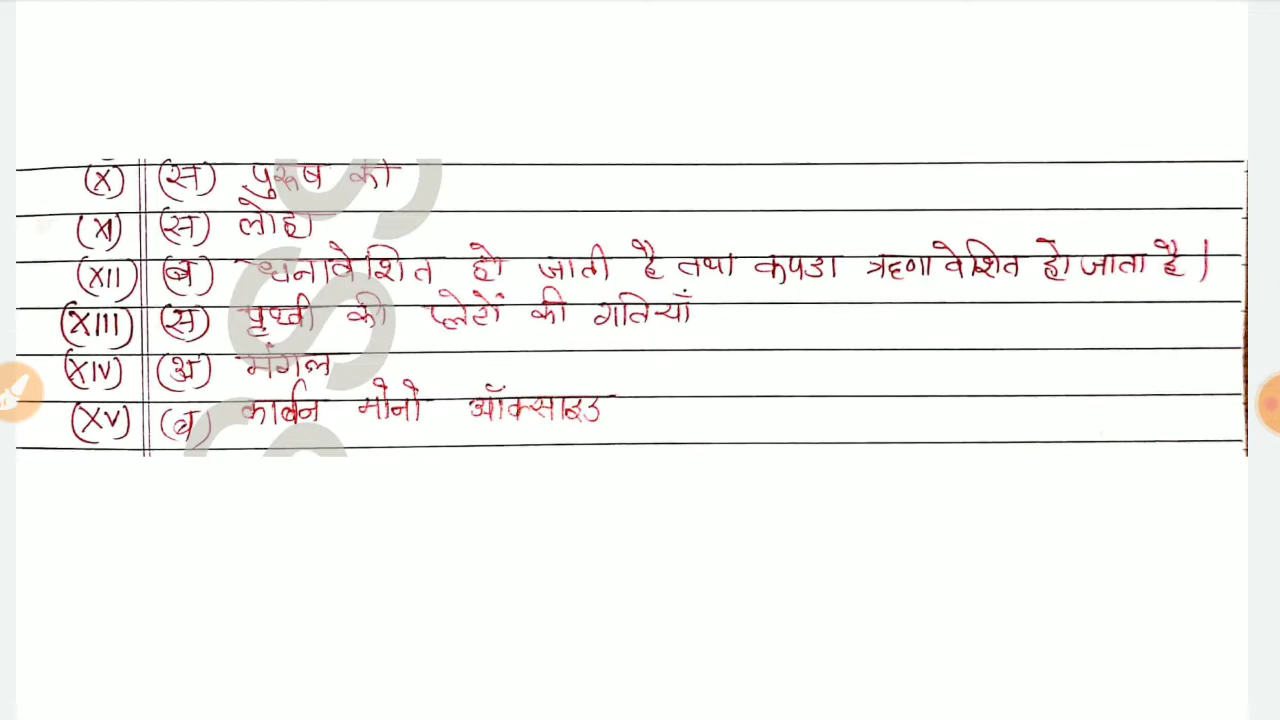 (X) (स) पुरूष का
(XI) (स) लोहा
(XII) (ब) धनावेशित हो जाती है तथा कपडा ऋणावेशित हो जाता है।
(XIII) (स) पृथ्वी की प्लेटों की गतियाँ
(XIV) (अ) मंगल
(XV) (ब) कार्बन मोनो ऑक्साइड